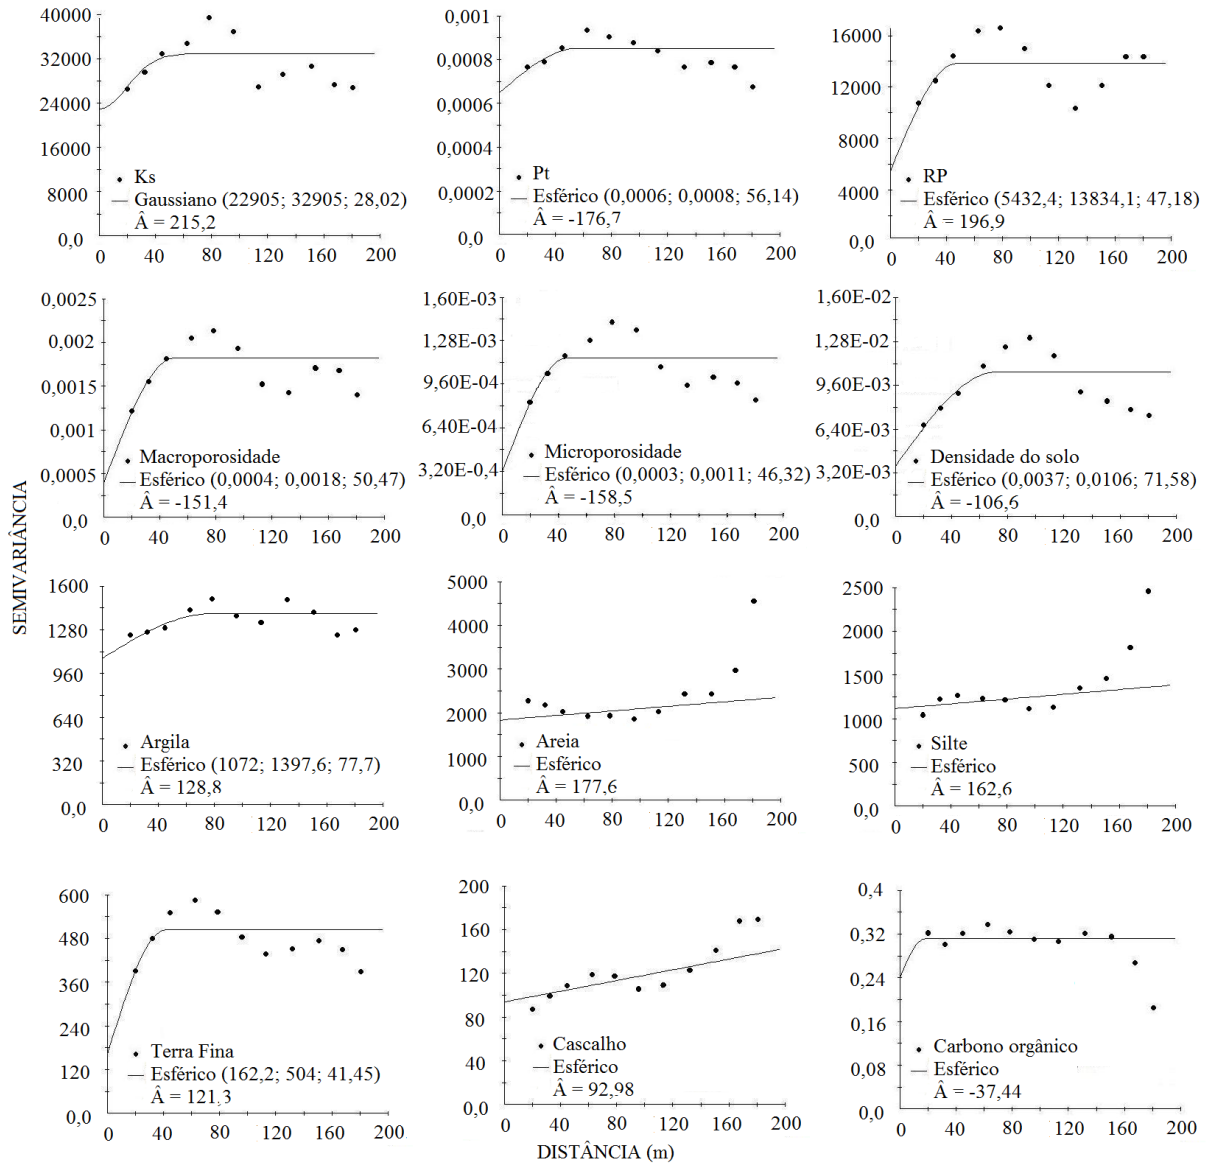 SEMIVARIÂNCIA
40000
32000
24000
16000
8000
0,0
0 40 80 120 160 200
Ks
Gaussiano (22905; 32905; 28,02)
Â = 215,2
0,001
0,0008
0,0006
0,0004
0,0002
0,0
0 40 80 120 160 200
Pt
Esférico (0,0006; 0,0008; 56,14)
Â = -176,7
16000
12000
8000
4000
0,0
0 40 80 120 160 200
RP
Esférico (5432,4; 13834,1; 47,18)
Â = 196,9
0,0025
0,002
0,0015
0,001
0,0005
0,0
0 40 80 120 160 200
Macroporosidade
Esférico (0,0004; 0,0018; 50,47)
Â = -151,4
1,60E-03
1,28E-03
9,60E-04
6,40E-04
3,20E-04
0,0
0 40 80 120 160 200
Microporosidade
Esférico (0,0003; 0,0011; 46,32)
Â = -158,5
1,60E-02
1,28E-02
9,60E-03
6,40E-03
3,20E-03
0,0
0 40 80 120 160 200
Densidade do solo
Esférico (0,0037; 0,0106; 71,58)
Â = -106,6
1600
1280
960
640
320
0,0
0 40 80 120 160 200
Argila
Esférico (1072; 1397,6; 77,7)
Â = 128,8
5000
4000
3000
2000
1000
0,0
0 40 80 120 160 200
Areia
Esférico
Â = 177,6
2500
2000
1500
1000
500
0,0
0 40 80 120 160 200
Silte
Esférico
Â = 162,6
600
480
360
240
120
0,0
0 40 80 120 160 200
Terra Fina
Esférico (162,2; 504; 41,45)
Â = 121,3
200
160
120
80
40
0,0
0 40 80 120 160 200
Cascalho
Esférico
Â = 92,98
0,4
0,32
0,24
0,16
0,08
0,0
0 40 80 120 160 200
Carbono orgânico
Esférico
Â = -37,44
DISTÂNCIA (m)